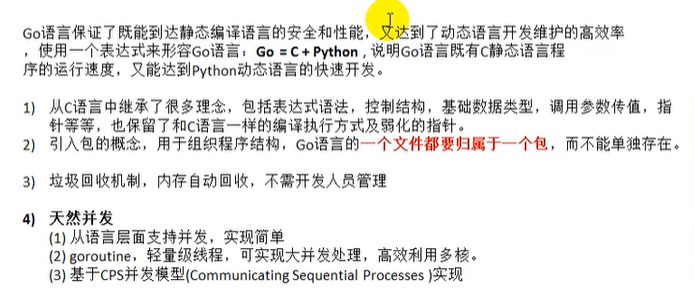 Go语言保证了既能到达静态编译语言的安全和性能，又达到了动态语言开发维护的高效率
，使用一个表达式来形容Go语言：Go = C + Python , 说明Go语言既有C静态语言程
序的运行速度，又能达到Python动态语言的快速开发。
1) 从C语言中继承了很多理念，包括表达式语法，控制结构，基础数据类型，调用参数传值，指
针等等，也保留了和C语言一样的编译执行方式及弱化的指针。
2) 引入包的概念，用于组织程序结构，Go语言的一个文件都要归属于一个包，而不能单独存在。
3) 垃圾回收机制，内存自动回收，不需开发人员管理
4) 天然并发
(1) 从语言层面支持并发，实现简单
(2) goroutine，轻量级线程，可实现大并发处理，高效利用多核。
(3) 基于CPS并发模型(Communicating Sequential Processes )实现